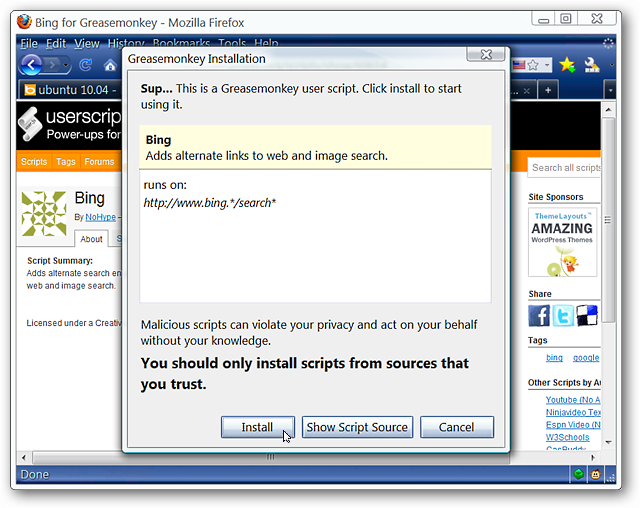 Bing for Greasemonkey - Mozilla Firefox
File Edit View History Bookmarks Tools Help
ubuntu 10.04 -
userscrip
Power-ups for
Scripts Tags Forums
Search all scripts
Bing
By NoHype –
About
Script Summary:
Adds alternate search en
web and image search.
Licensed under a Creativ
Greasemonkey Installation
Sup... This is a Greasemonkey user script. Click install to start
using it.
Bing
Adds alternate links to web and image search.
runs on:
http://www.bing.*/search*
Malicious scripts can violate your privacy and act on your behalf
without your knowledge.
You should only install scripts from sources that
you trust.
Install
Show Script Source
Cancel
Site Sponsors
ThemeLayouts™
AMAZING
WordPress Themes
Share
Tags
bing google
Other Scripts by Au
Youtube (No A
Ninjavideo Tex
Espn Video (N
W3Schools
GasBuddy
Done